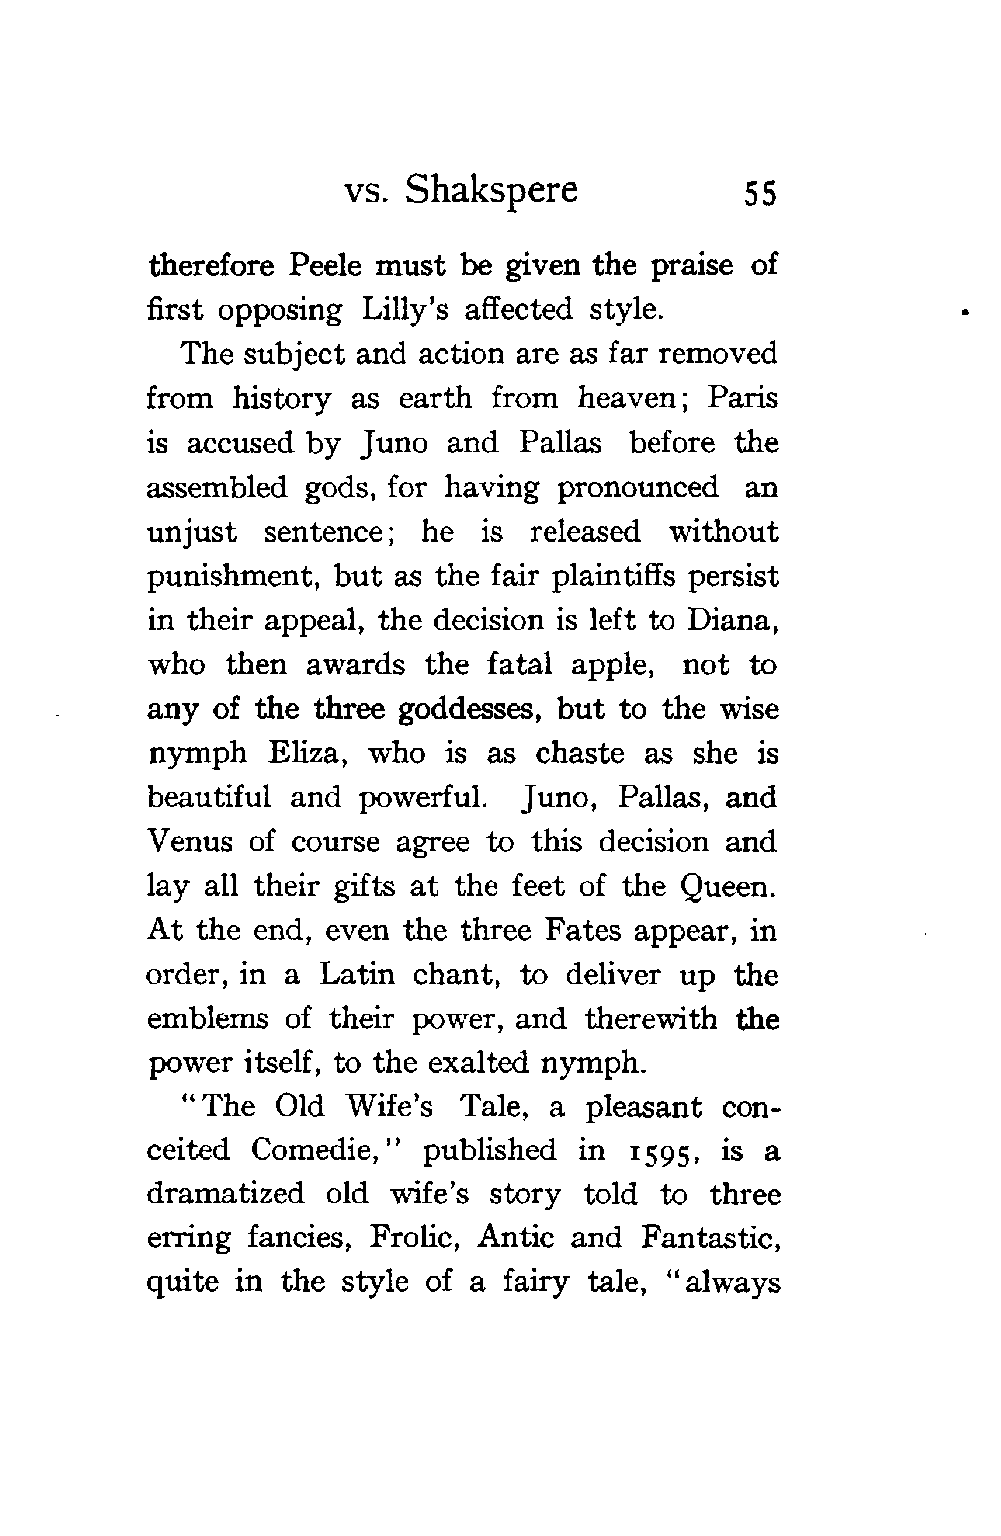 vs. Shakspere 55
therefore Peele must be given the praise of
first opposing Lilly's affected style.
The subject and action are as far removed
from history as earth from heaven; Paris
is accused by Juno and Pallas before the
assembled gods, for having pronounced an
unjust sentence; he is released without
punishment, but as the fair plaintiffs persist
in their appeal, the decision is left to Diana,
who then awards the fatal apple, not to
any of the three goddesses, but to the wise
nymph Eliza, who is as chaste as she is
beautiful and powerful. Juno, Pallas, and
Venus of course agree to this decision and
lay all their gifts at the feet of the Queen.
At the end, even the three Fates appear, in
order, in a Latin chant, to deliver up the
emblems of their power, and therewith the
power itself, to the exalted nymph.
"The Old Wife's Tale, a pleasant con-
ceited Comedie," published in 1595, is a
dramatized old wife's story told to three
erring fancies, Frolic, Antic and Fantastic,
quite in the style of a fairy tale, "always